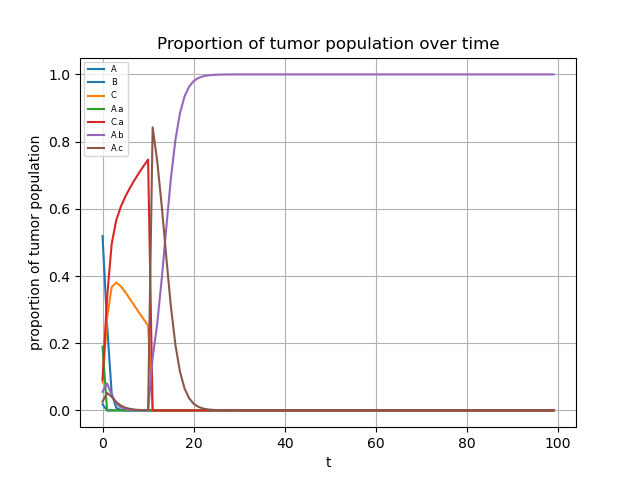 Proportion of tumor population over time
A
B
C
A.a
C.a
A.b
A.c
proportion of tumor population
1.0
0.8
0.6
0.4
0.2
0.0
0
20
40
60
80
100
t